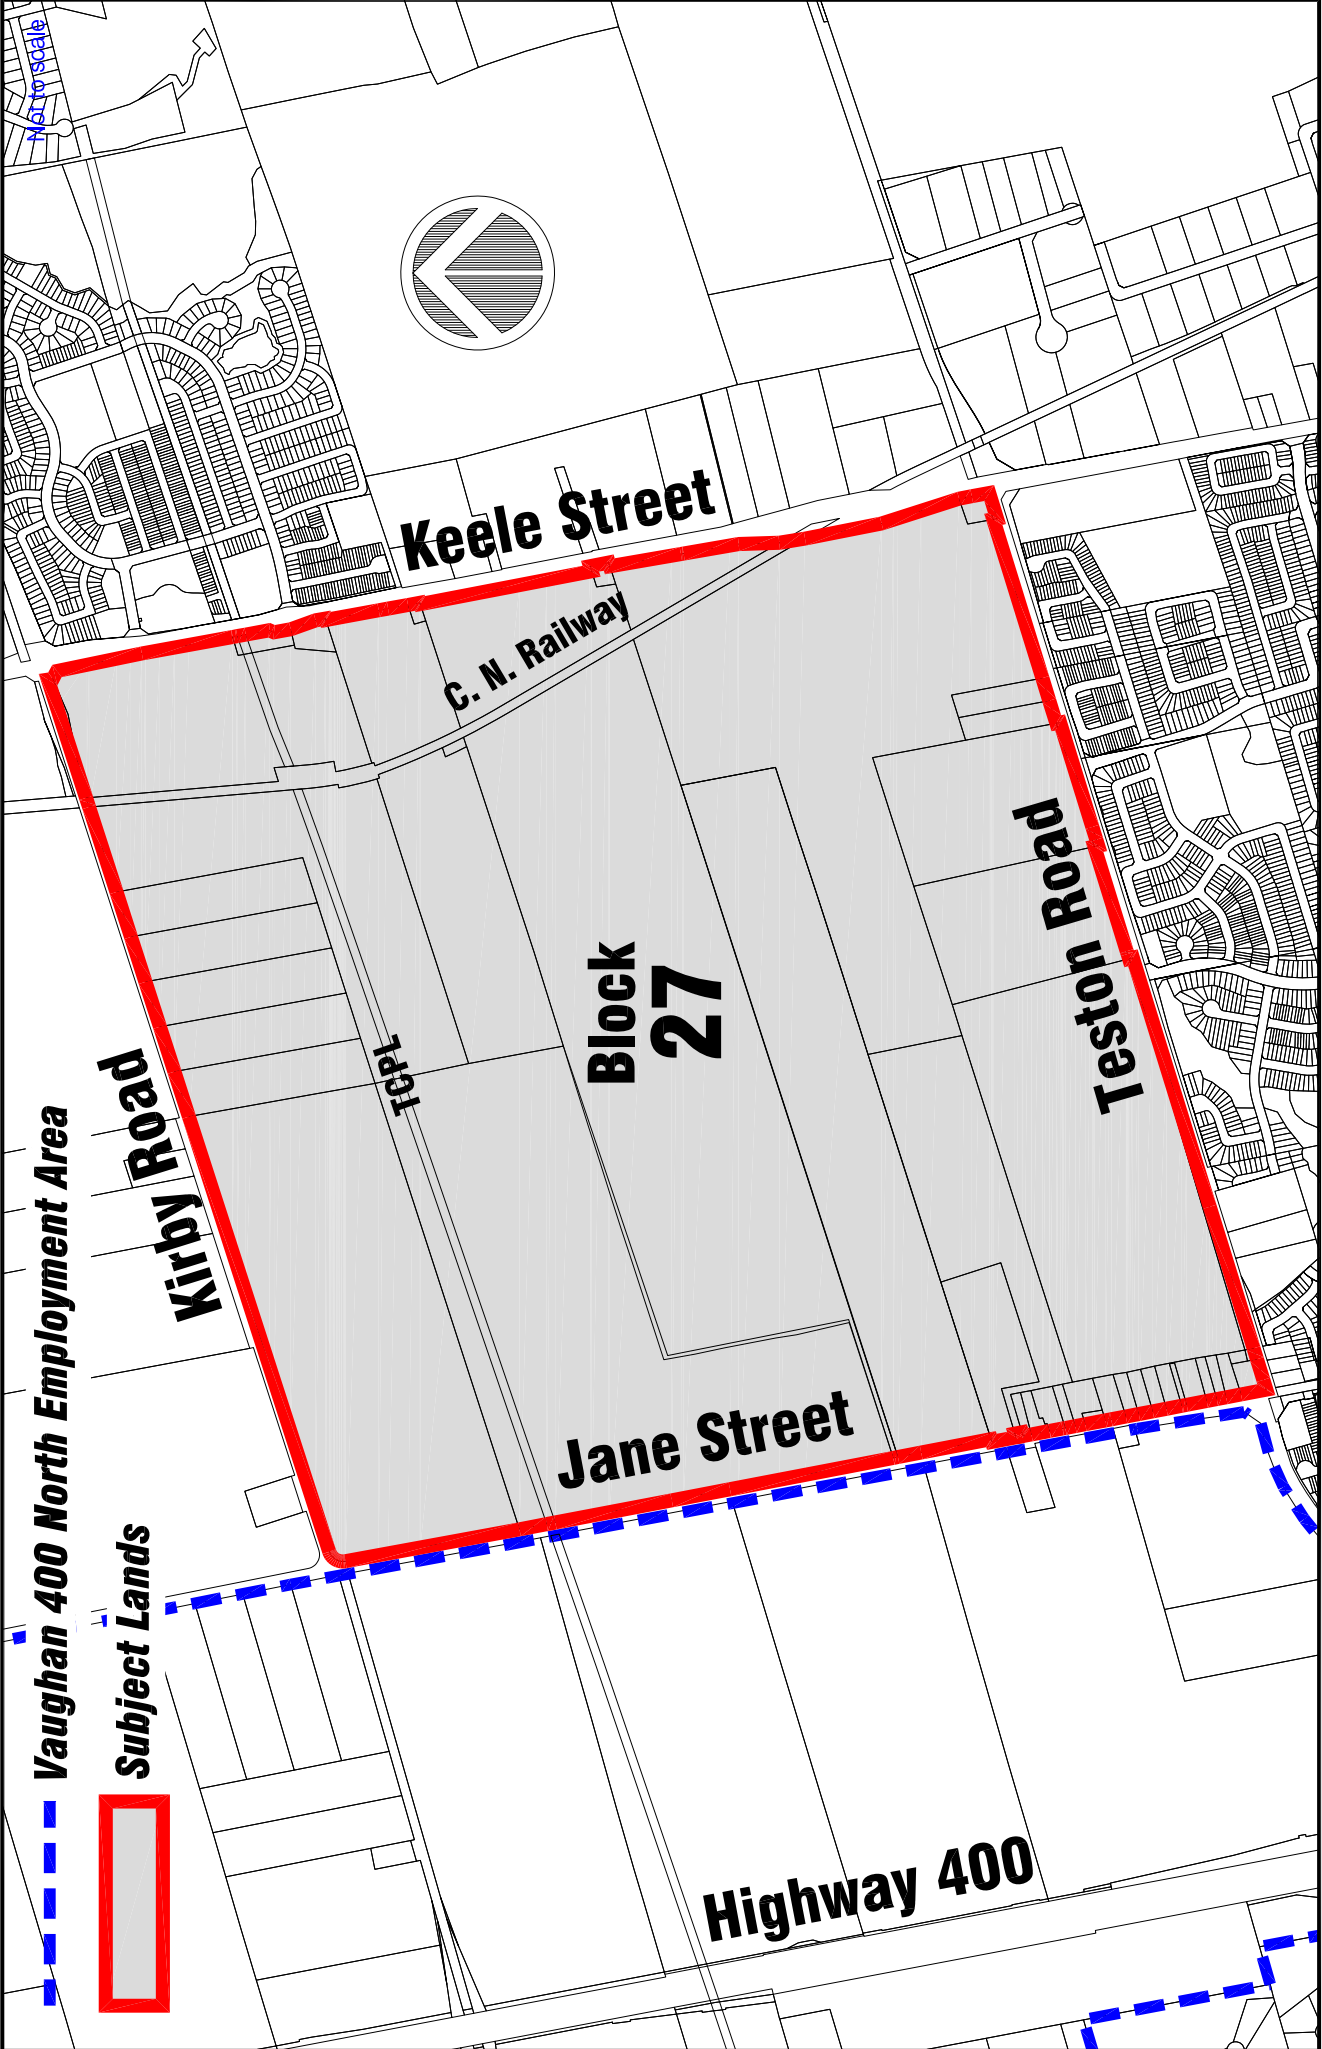 Not to scale
Keele Street
C. N. Railway
Kirby Road
TCPL
Block
27
Teston Road
Jane Street
Highway 400
Vaughan 400 North Employment Area
Subject Lands